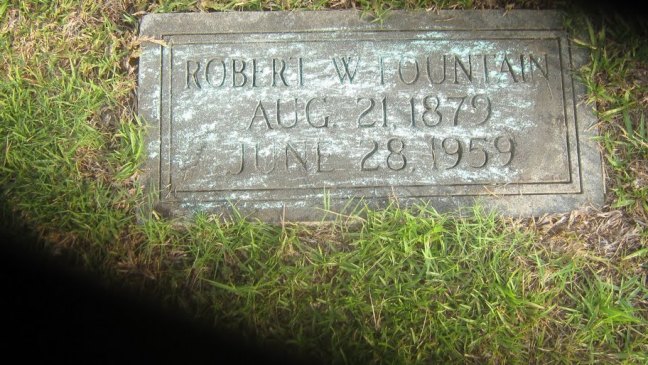 ROBERT W FOUNTAIN
AUG. 21, 1879
JUNE 28, 1959